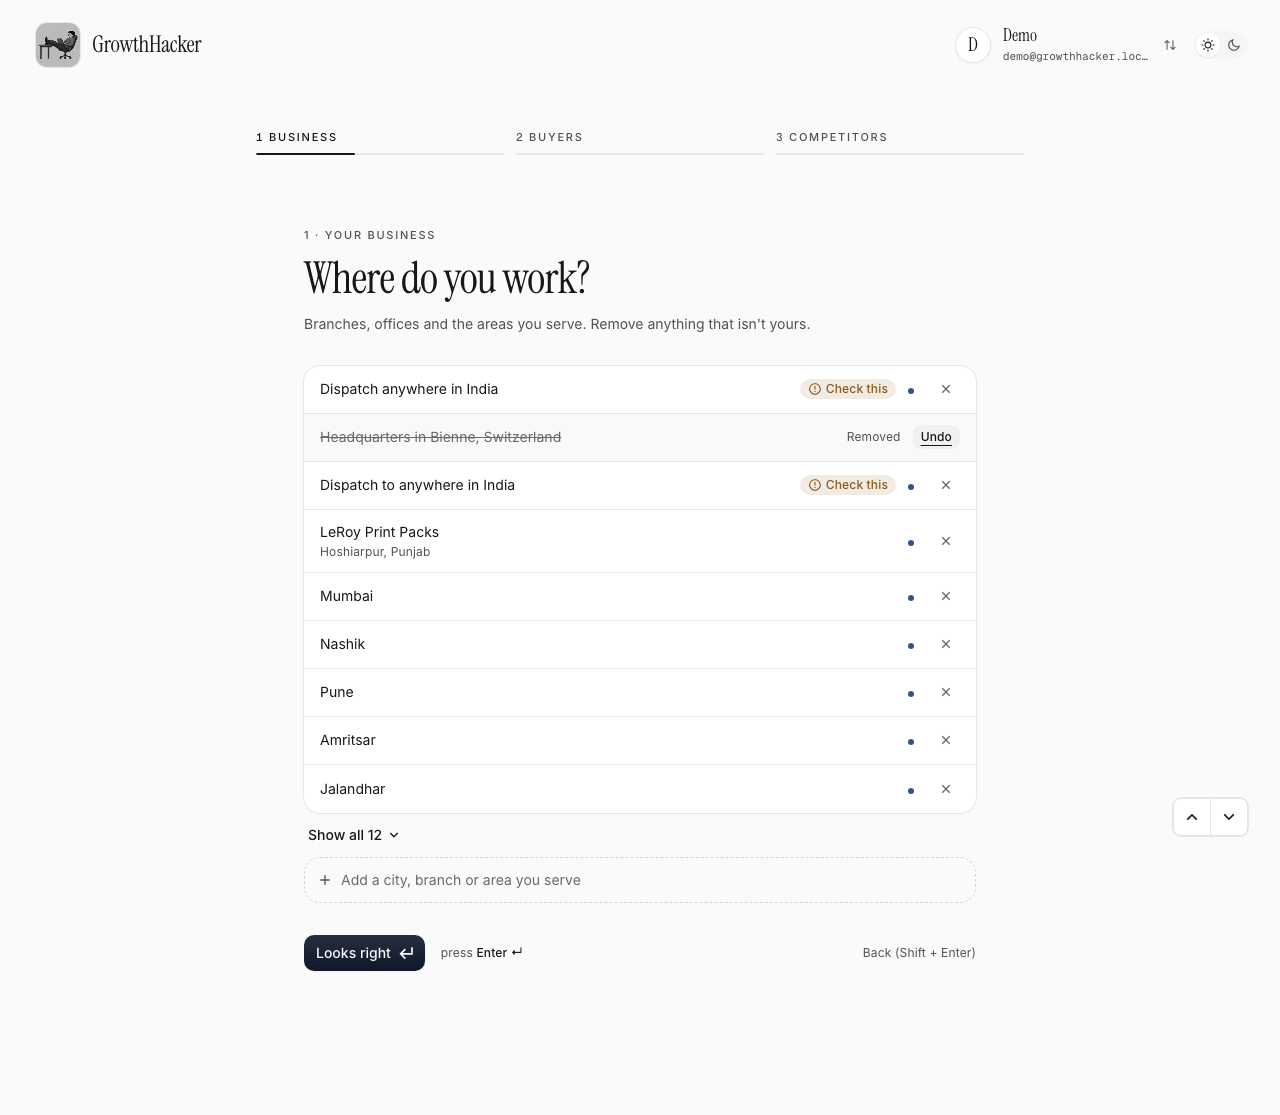 GrowthHacker
D
Demo
demo@growthhacker.loc…
1 BUSINESS
2 BUYERS
3 COMPETITORS
1 · YOUR BUSINESS
Where do you work?
Branches, offices and the areas you serve. Remove anything that isn't yours.
Dispatch anywhere in India
Check this
Headquarters in Bienne, Switzerland
Removed
Undo
Dispatch to anywhere in India
Check this
LeRoy Print Packs
Hoshiarpur, Punjab
Mumbai
Nashik
Pune
Amritsar
Jalandhar
Show all 12
Add a city, branch or area you serve
Looks right
press Enter ↵
Back (Shift + Enter)